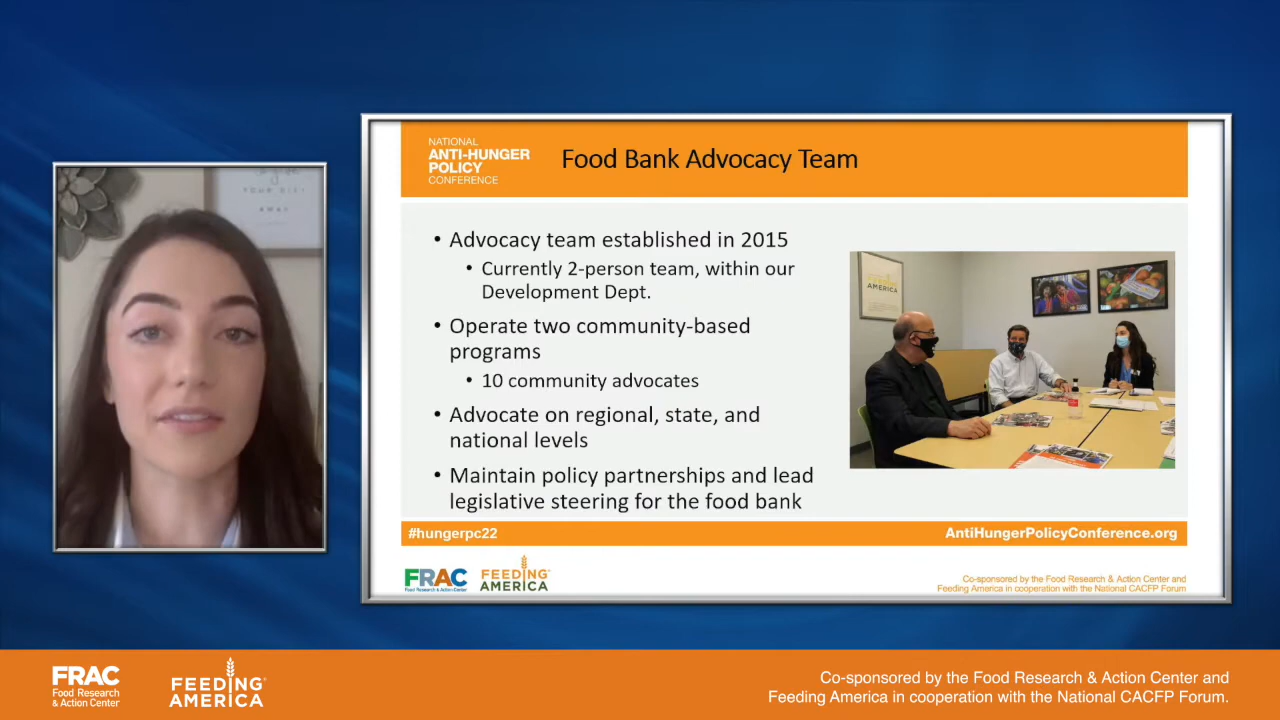 YOUR GIFT
AWAY
NATIONAL
ANTI-HUNGER
POLICY
CONFERENCE
Food Bank Advocacy Team
• Advocacy team established in 2015
• Currently 2-person team, within our
Development Dept.
• Operate two community-based
programs
• 10 community advocates
• Advocate on regional, state, and
national levels
• Maintain policy partnerships and lead
legislative steering for the food bank
FEEDING
AMERICA
#hungerpc22
AntiHungerPolicyConference.org
FRAC
Food Research & Action Center
FEEDING
AMERICA
Co-sponsored by the Food Research & Action Center and
Feeding America in cooperation with the National CACFP Forum
FRAC
Food Research
& Action Center
FEEDING
AMERICA
Co-sponsored by the Food Research & Action Center and
Feeding America in cooperation with the National CACFP Forum.